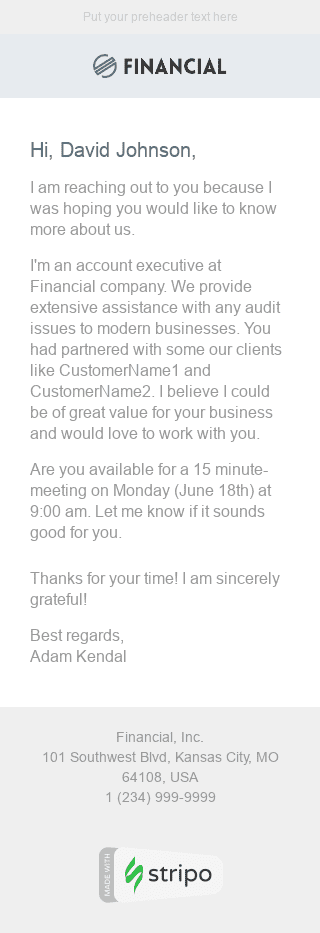 Put your preheader text here
FINANCIAL
Hi, David Johnson,
I am reaching out to you because I
was hoping you would like to know
more about us.
I'm an account executive at
Financial company. We provide
extensive assistance with any audit
issues to modern businesses. You
had partnered with some our clients
like CustomerName1 and
CustomerName2. I believe I could
be of great value for your business
and would love to work with you.
Are you available for a 15 minute-
meeting on Monday (June 18th) at
9:00 am. Let me know if it sounds
good for you.
Thanks for your time! I am sincerely
grateful!
Best regards,
Adam Kendal
Financial, Inc.
101 Southwest Blvd, Kansas City, MO
64108, USA
1 (234) 999-9999
MADE WITH
stripo